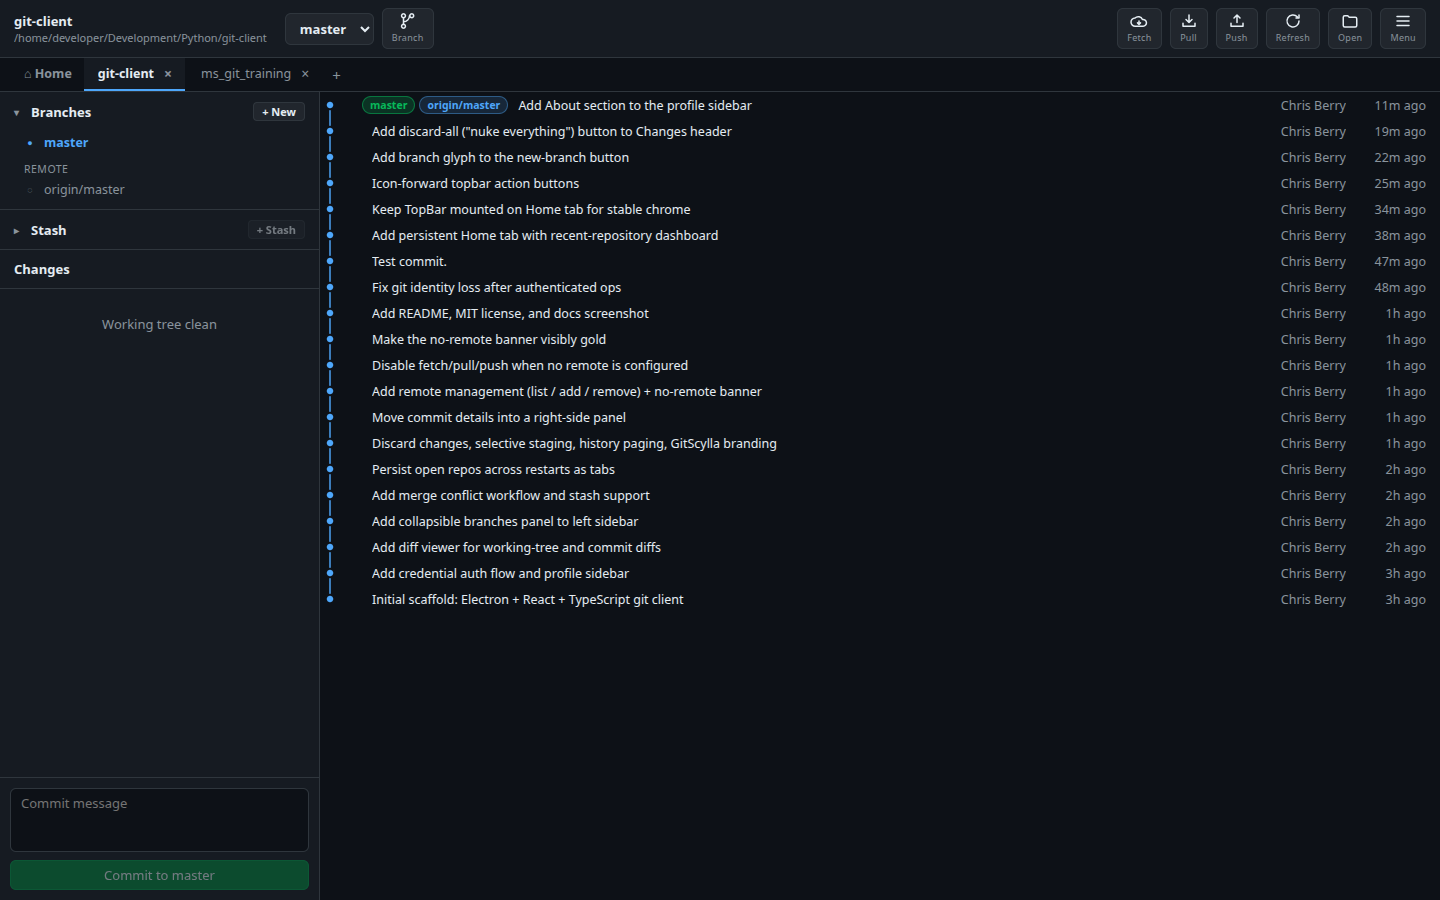 git-client
/home/developer/Development/Python/git-client
master
Branch
Fetch
Pull
Push
Refresh
Open
Menu
⌂ Home
git-client ×
ms_git_training ×
+
▾ Branches
+ New
● master
REMOTE
○ origin/master
▸ Stash
+ Stash
Changes
Working tree clean
Commit message
Commit to master
master origin/master Add About section to the profile sidebar Chris Berry 11m ago
Add discard-all ("nuke everything") button to Changes header Chris Berry 19m ago
Add branch glyph to the new-branch button Chris Berry 22m ago
Icon-forward topbar action buttons Chris Berry 25m ago
Keep TopBar mounted on Home tab for stable chrome Chris Berry 34m ago
Add persistent Home tab with recent-repository dashboard Chris Berry 38m ago
Test commit. Chris Berry 47m ago
Fix git identity loss after authenticated ops Chris Berry 48m ago
Add README, MIT license, and docs screenshot Chris Berry 1h ago
Make the no-remote banner visibly gold Chris Berry 1h ago
Disable fetch/pull/push when no remote is configured Chris Berry 1h ago
Add remote management (list / add / remove) + no-remote banner Chris Berry 1h ago
Move commit details into a right-side panel Chris Berry 1h ago
Discard changes, selective staging, history paging, GitScylla branding Chris Berry 1h ago
Persist open repos across restarts as tabs Chris Berry 2h ago
Add merge conflict workflow and stash support Chris Berry 2h ago
Add collapsible branches panel to left sidebar Chris Berry 2h ago
Add diff viewer for working-tree and commit diffs Chris Berry 2h ago
Add credential auth flow and profile sidebar Chris Berry 3h ago
Initial scaffold: Electron + React + TypeScript git client Chris Berry 3h ago